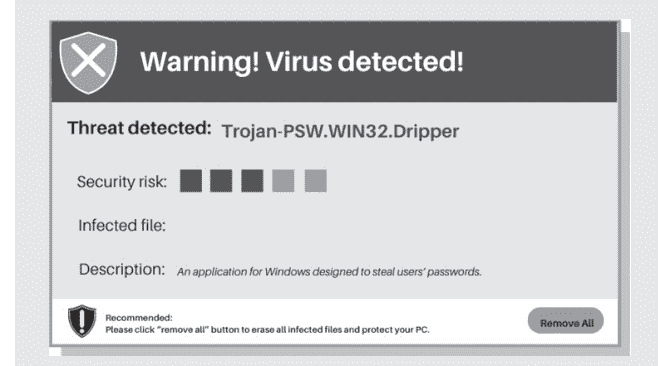 Warning! Virus detected!
Threat detected: Trojan-PSW.WIN32.Dripper
Security risk:
Infected file:
Description: An application for Windows designed to steal users' passwords.
Recommended:
Please click "remove all" button to erase all infected files and protect your PC.
Remove All